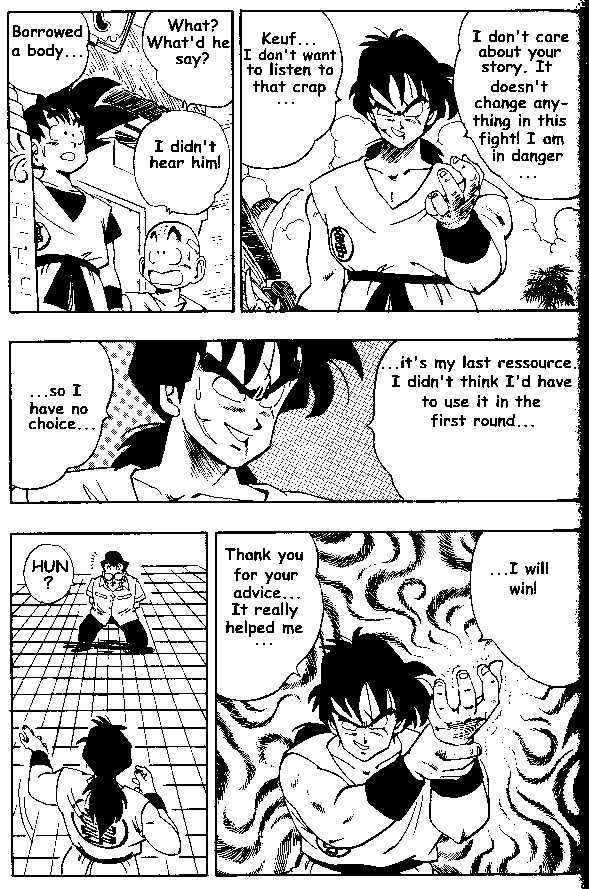 Borrowed
a body...
What?
What'd he
say?
I didn't
hear him!
Keuf...
I don't want
to listen to
that crap
...
I don't care
about your
story. It
doesn't
change any-
thing in this
fight! I am
in danger
...
...so I
have no
choice...
...it's my last ressource.
I didn't think I'd have
to use it in the
first round...
HUN
?
Thank you
for your
advice...
It really
helped me
...
...I will
win!